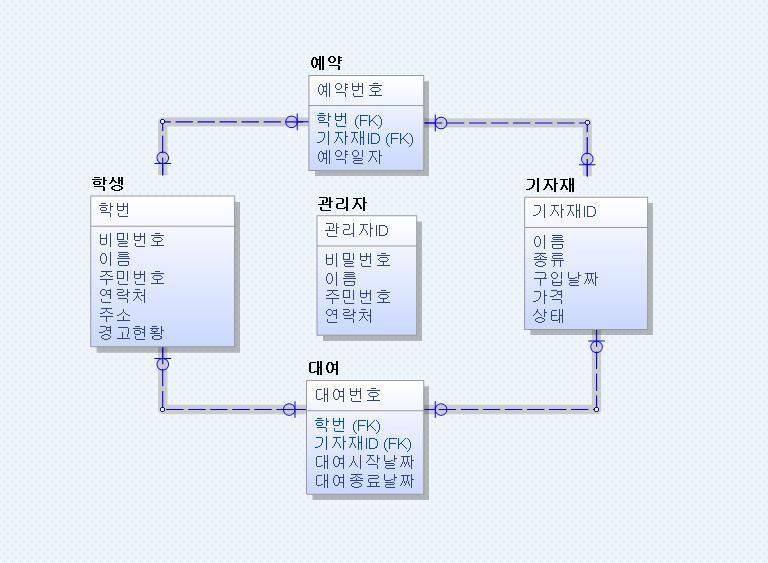 예약
예약번호
학번 (FK)
기자재ID (FK)
예약일자
학생
학번
비밀번호
이름
주민번호
연락처
주소
경고현황
관리자
관리자ID
비밀번호
이름
주민번호
연락처
기자재
기자재ID
이름
종류
구입날짜
가격
상태
대여
대여번호
학번 (FK)
기자재ID (FK)
대여시작날짜
대여종료날짜